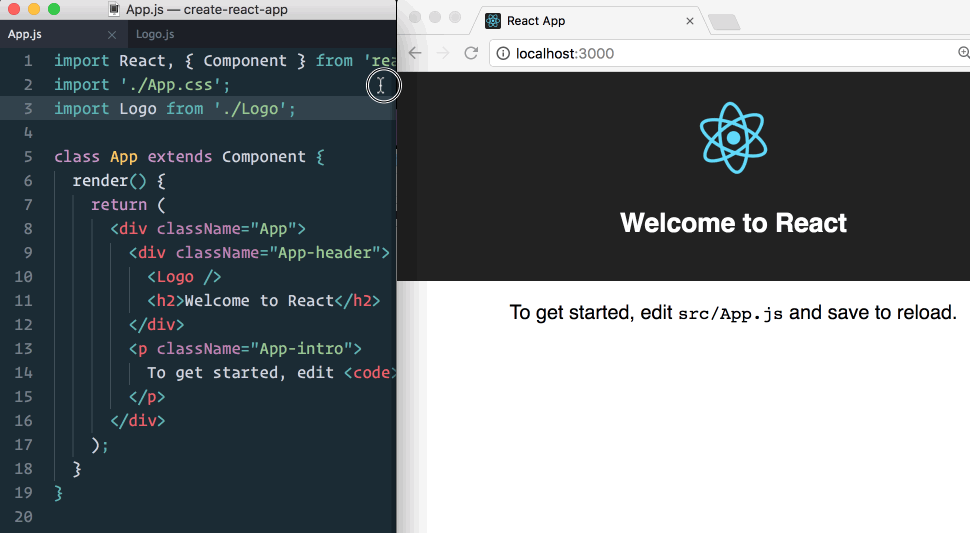 App.js — create-react-app
App.js
Logo.js
1 import React, { Component } from 'rea
2 import './App.css';
3 import Logo from './Logo';
4
5 class App extends Component {
6 render() {
7 return (
8 <div className="App">
9 <div className="App-header">
10 <Logo />
11 <h2>Welcome to React</h2>
12 </div>
13 <p className="App-intro">
14 To get started, edit <code>
15 </p>
16 </div>
17 );
18 }
19 }
20
React App
localhost:3000
Welcome to React
To get started, edit src/App.js and save to reload.